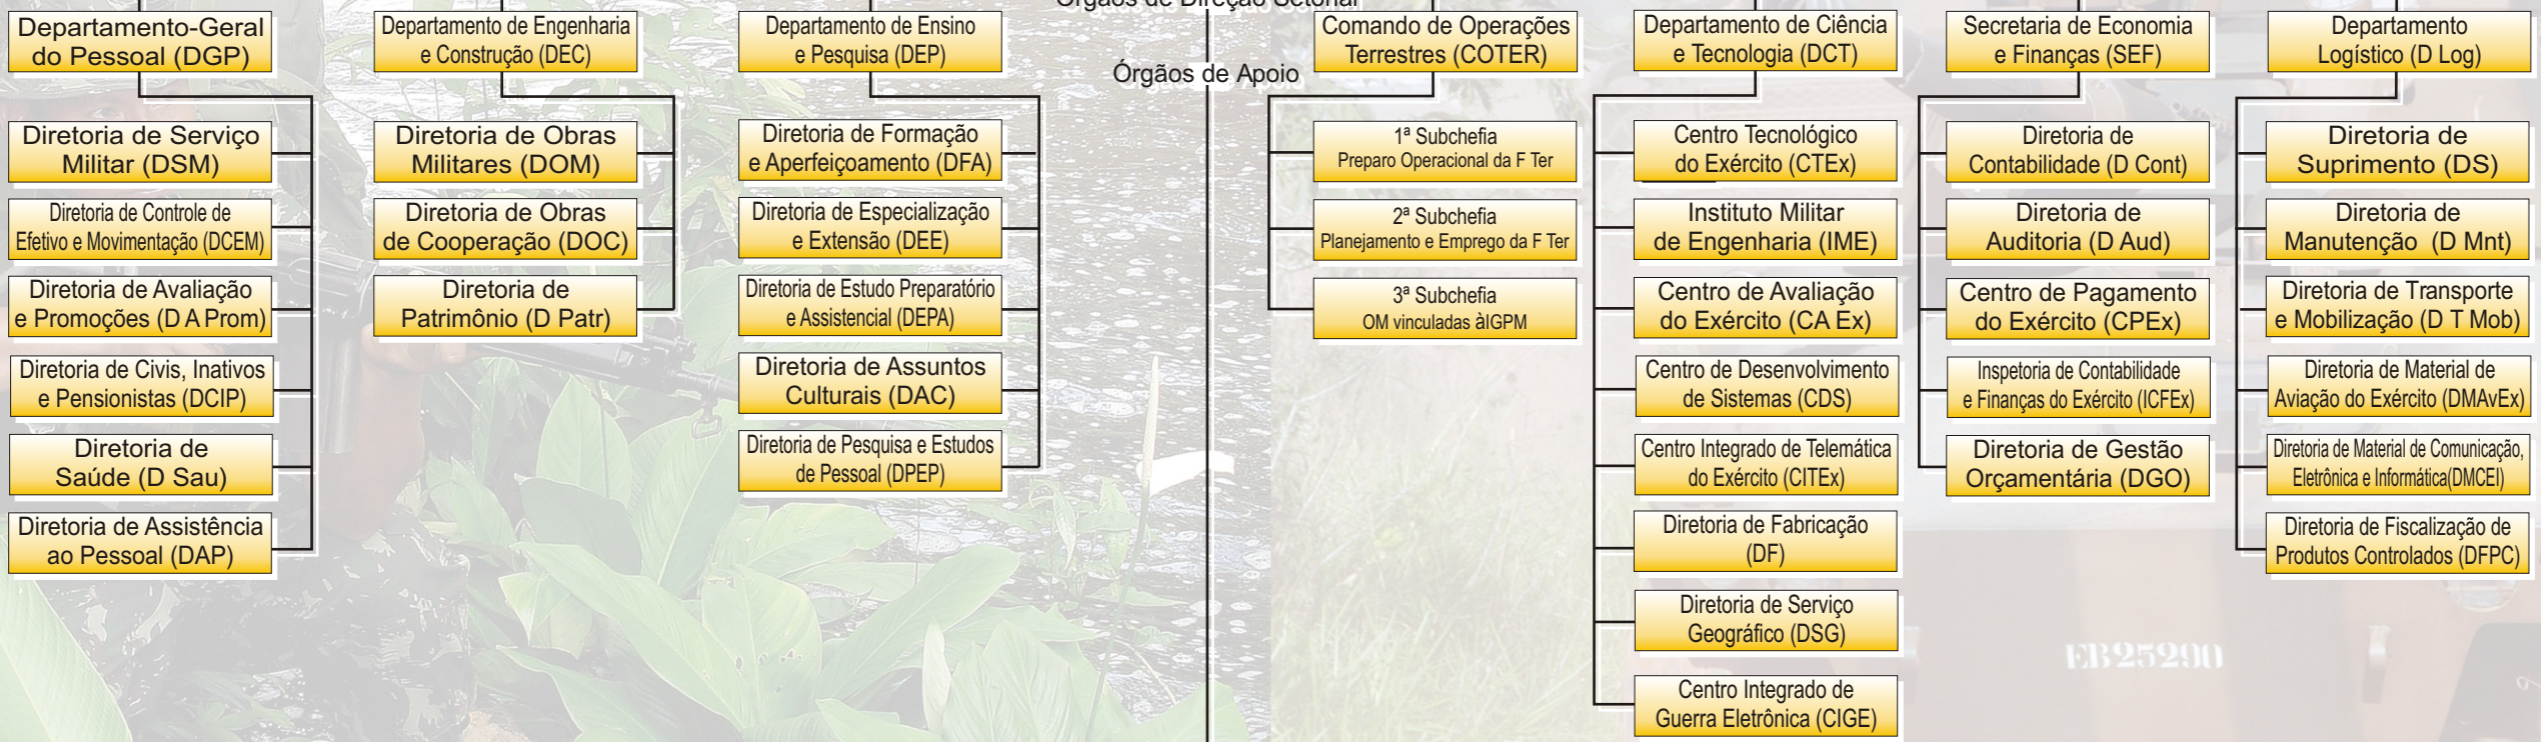 Órgãos de Direção Setorial
Departamento-Geral
do Pessoal (DGP)
Departamento de Engenharia
e Construção (DEC)
Departamento de Ensino
e Pesquisa (DEP)
Órgãos de Apoio
Comando de Operações
Terrestres (COTER)
Departamento de Ciência
e Tecnologia (DCT)
Secretaria de Economia
e Finanças (SEF)
Departamento
Logístico (D Log)
Diretoria de Serviço
Militar (DSM)
Diretoria de Controle de
Efetivo e Movimentação (DCEM)
Diretoria de Avaliação
e Promoções (D A Prom)
Diretoria de Civis, Inativos
e Pensionistas (DCIP)
Diretoria de
Saúde (D Sau)
Diretoria de Assistência
ao Pessoal (DAP)
Diretoria de Obras
Militares (DOM)
Diretoria de Obras
de Cooperação (DOC)
Diretoria de
Patrimônio (D Patr)
Diretoria de Formação
e Aperfeiçoamento (DFA)
Diretoria de Especialização
e Extensão (DEE)
Diretoria de Estudo Preparatório
e Assistencial (DEPA)
Diretoria de Assuntos
Culturais (DAC)
Diretoria de Pesquisa e Estudos
de Pessoal (DPEP)
1ª Subchefia
Preparo Operacional da F Ter
2ª Subchefia
Planejamento e Emprego da F Ter
3ª Subchefia
OM vinculadas àIGPM
Centro Tecnológico
do Exército (CTEx)
Instituto Militar
de Engenharia (IME)
Centro de Avaliação
do Exército (CA Ex)
Centro de Desenvolvimento
de Sistemas (CDS)
Centro Integrado de Telemática
do Exército (CITEx)
Diretoria de Fabricação
(DF)
Diretoria de Serviço
Geográfico (DSG)
Centro Integrado de
Guerra Eletrônica (CIGE)
Diretoria de
Contabilidade (D Cont)
Diretoria de
Auditoria (D Aud)
Centro de Pagamento
do Exército (CPEx)
Inspetoria de Contabilidade
e Finanças do Exército (ICFEx)
Diretoria de Gestão
Orçamentária (DGO)
Diretoria de
Suprimento (DS)
Diretoria de
Manutenção (D Mnt)
Diretoria de Transporte
e Mobilização (D T Mob)
Diretoria de Material de
Aviação do Exército (DMAvEx)
Diretoria de Material de Comunicação,
Eletrônica e Informática(DMCEI)
Diretoria de Fiscalização de
Produtos Controlados (DFPC)
EB25290